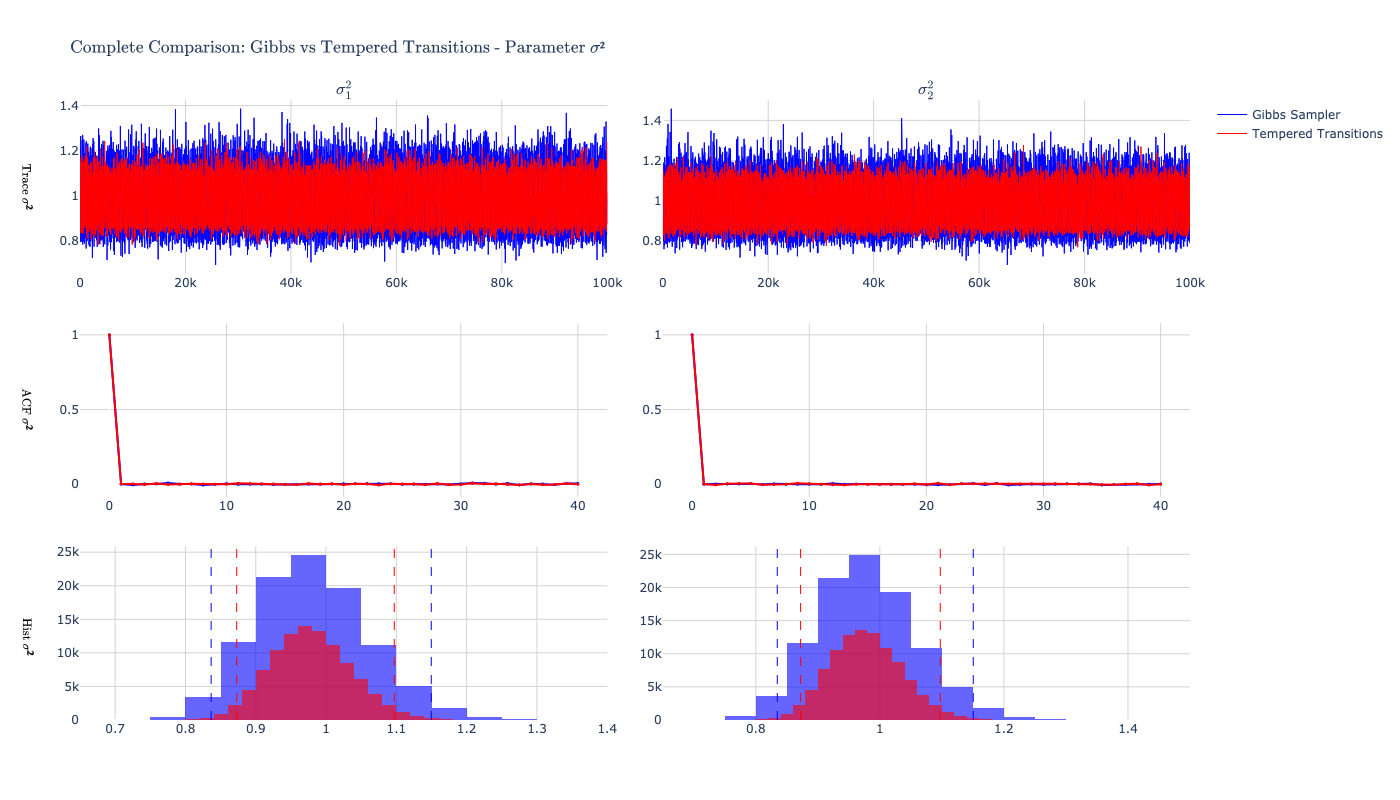 Complete Comparison: Gibbs vs Tempered Transitions - Parameter σ²
σ₁²
σ₂²
Gibbs Sampler
Tempered Transitions
Trace σ²
1.4
1.2
1
0.8
0 20k 40k 60k 80k 100k
1.4
1.2
1
0.8
0 20k 40k 60k 80k 100k
ACF σ²
1
0.5
0
0 10 20 30 40
1
0.5
0
0 10 20 30 40
Hist σ²
25k
20k
15k
10k
5k
0
0.7 0.8 0.9 1 1.1 1.2 1.3 1.4
25k
20k
15k
10k
5k
0
0.8 1 1.2 1.4